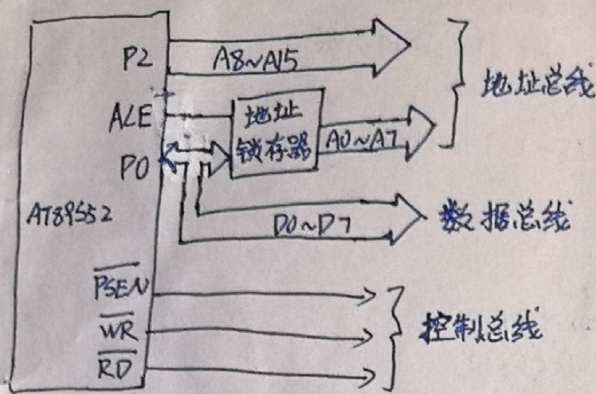 P2
A8~A15
地址总线
ALE
地址
锁存器
A0~A7
P0
AT89S52
D0~D7
数据总线
PSEN
WR
控制总线
RD